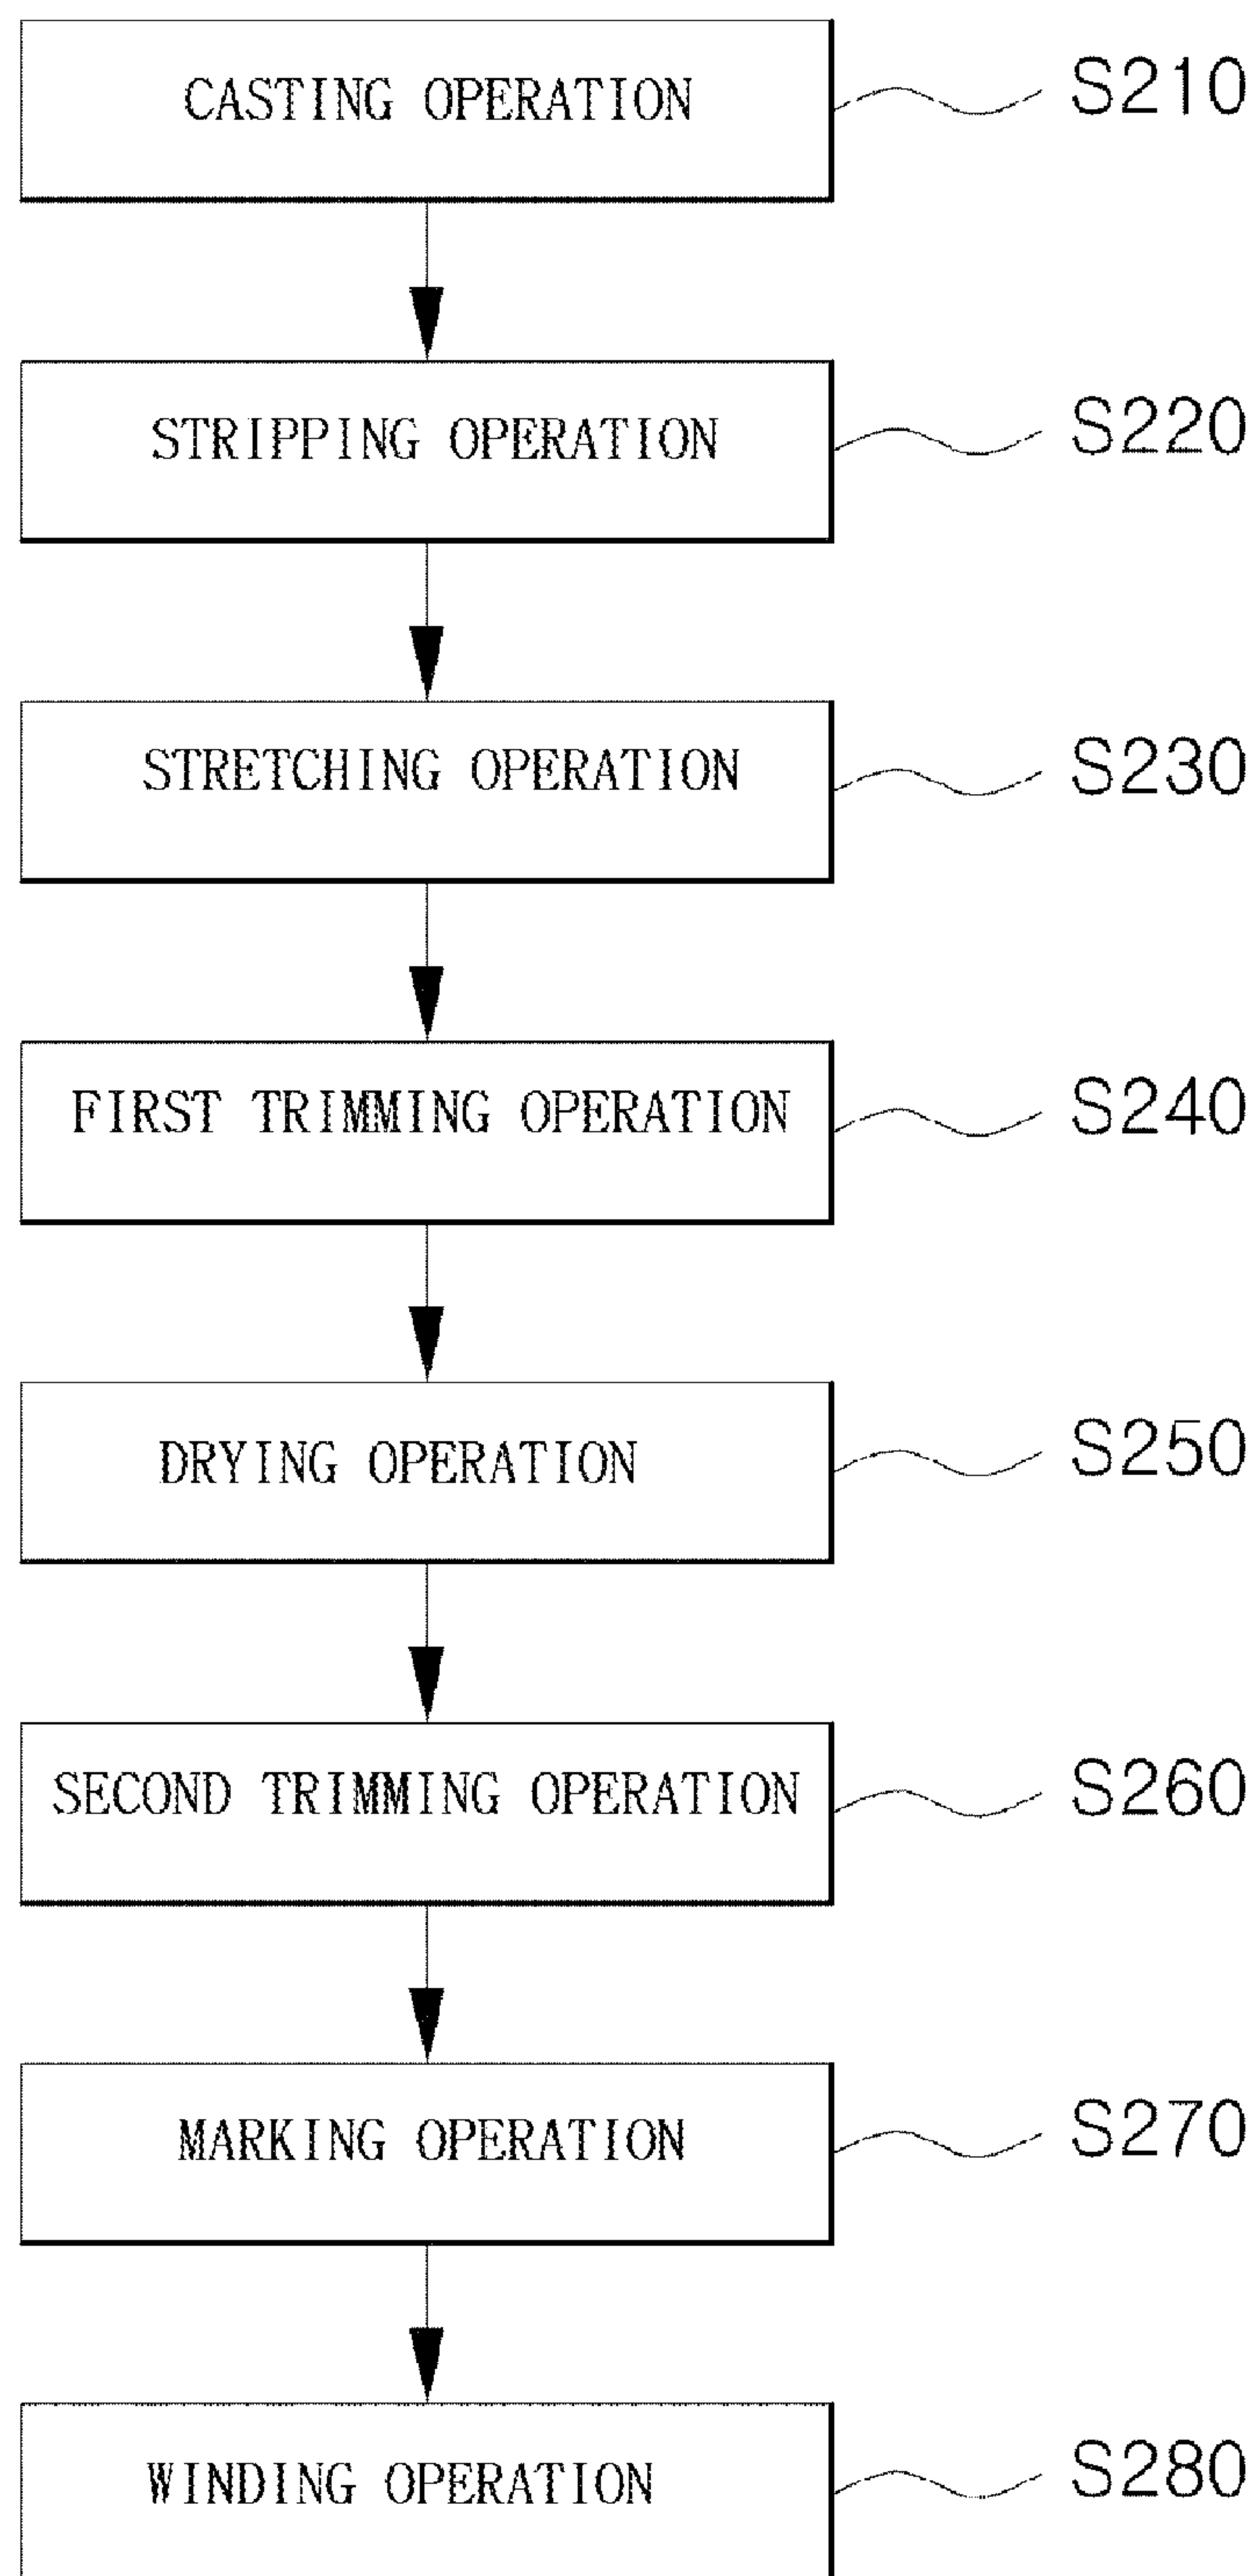 CASTING OPERATION S210
STRIPPING OPERATION S220
STRETCHING OPERATION S230
FIRST TRIMMING OPERATION S240
DRYING OPERATION S250
SECOND TRIMMING OPERATION S260
MARKING OPERATION S270
WINDING OPERATION S280